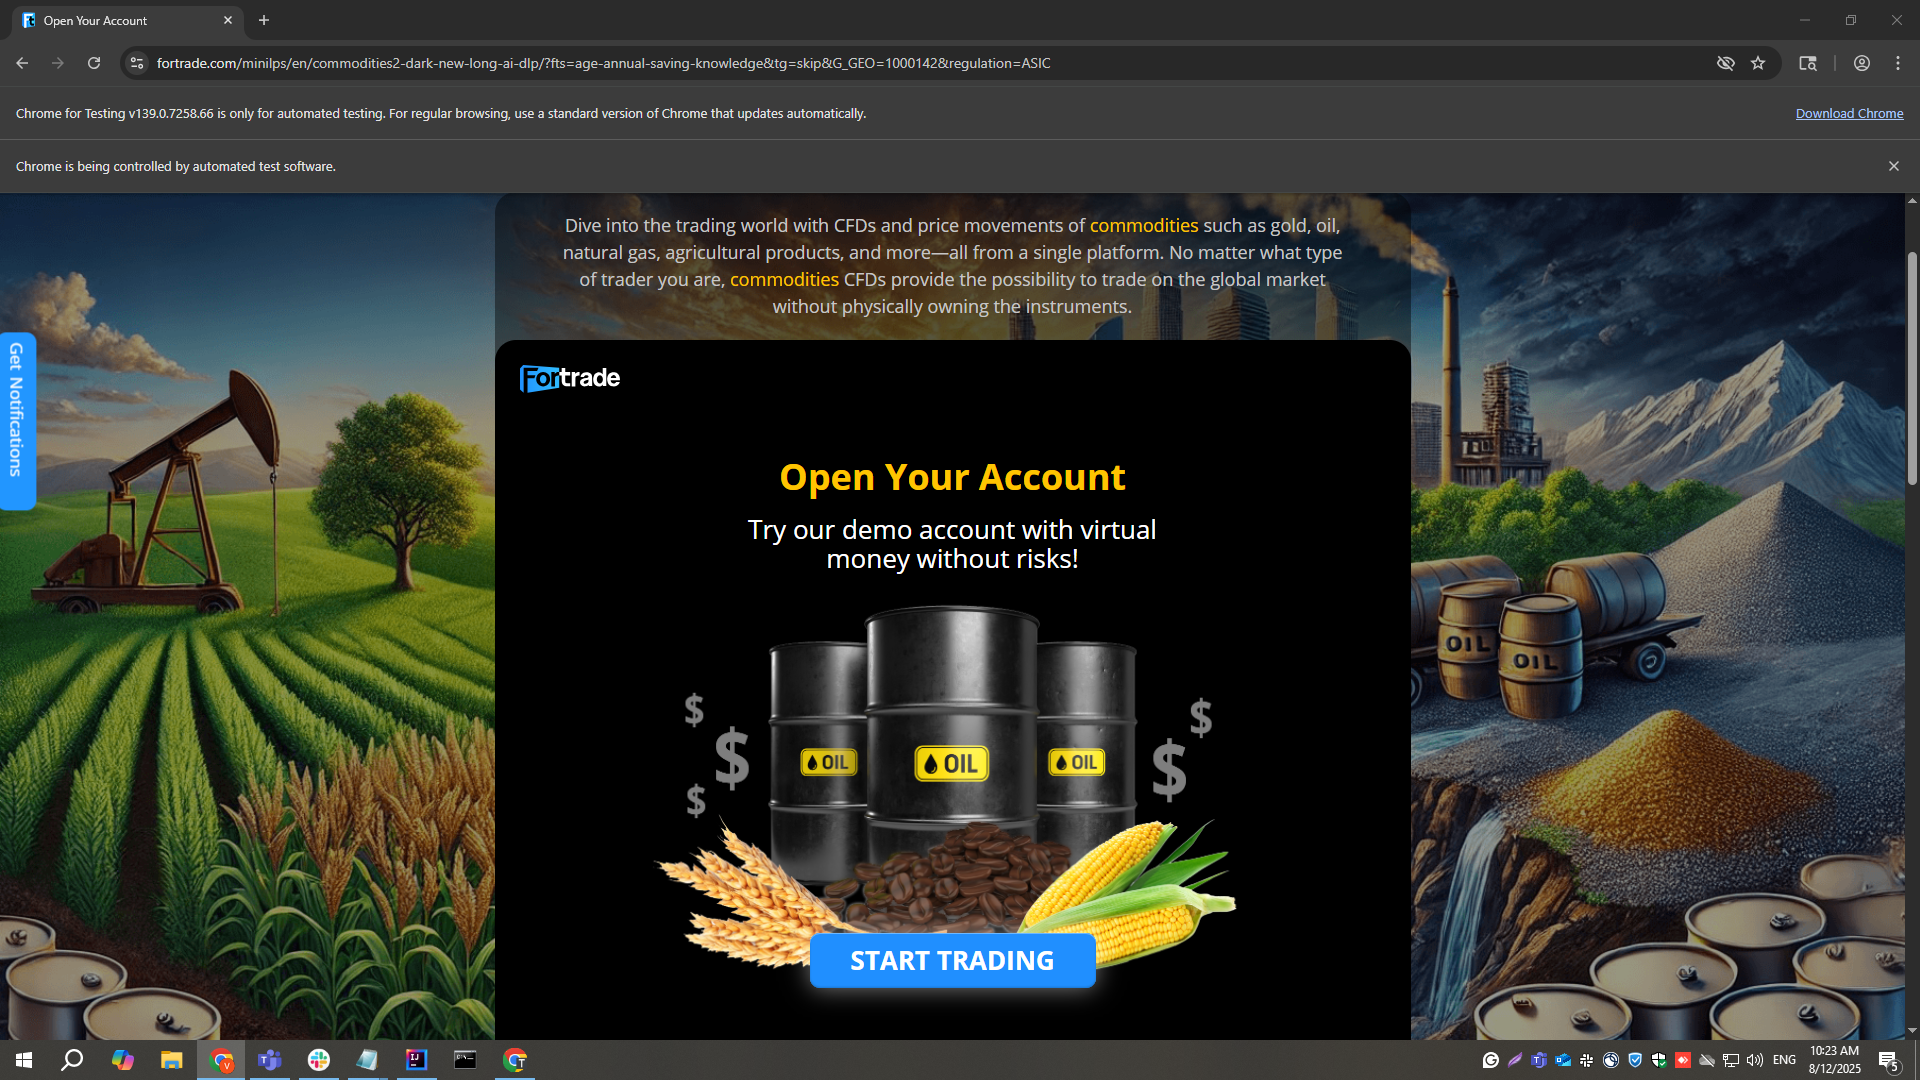 Open Your Account
fortrade.com/minilps/en/commodities2-dark-new-long-ai-dlp/?fts=age-annual-saving-knowledge&tg=skip&G_GEO=1000142&regulation=ASIC
Chrome for Testing v139.0.7258.66 is only for automated testing. For regular browsing, use a standard version of Chrome that updates automatically.
Download Chrome
Chrome is being controlled by automated test software.
Dive into the trading world with CFDs and price movements of commodities such as gold, oil,
natural gas, agricultural products, and more—all from a single platform. No matter what type
of trader you are, commodities CFDs provide the possibility to trade on the global market
without physically owning the instruments.
Get Notifications
Fortrade
Open Your Account
Try our demo account with virtual
money without risks!
$
$
$
$
$
OIL
OIL
OIL
OIL
OIL
START TRADING
ENG
10:23 AM
8/12/2025
5